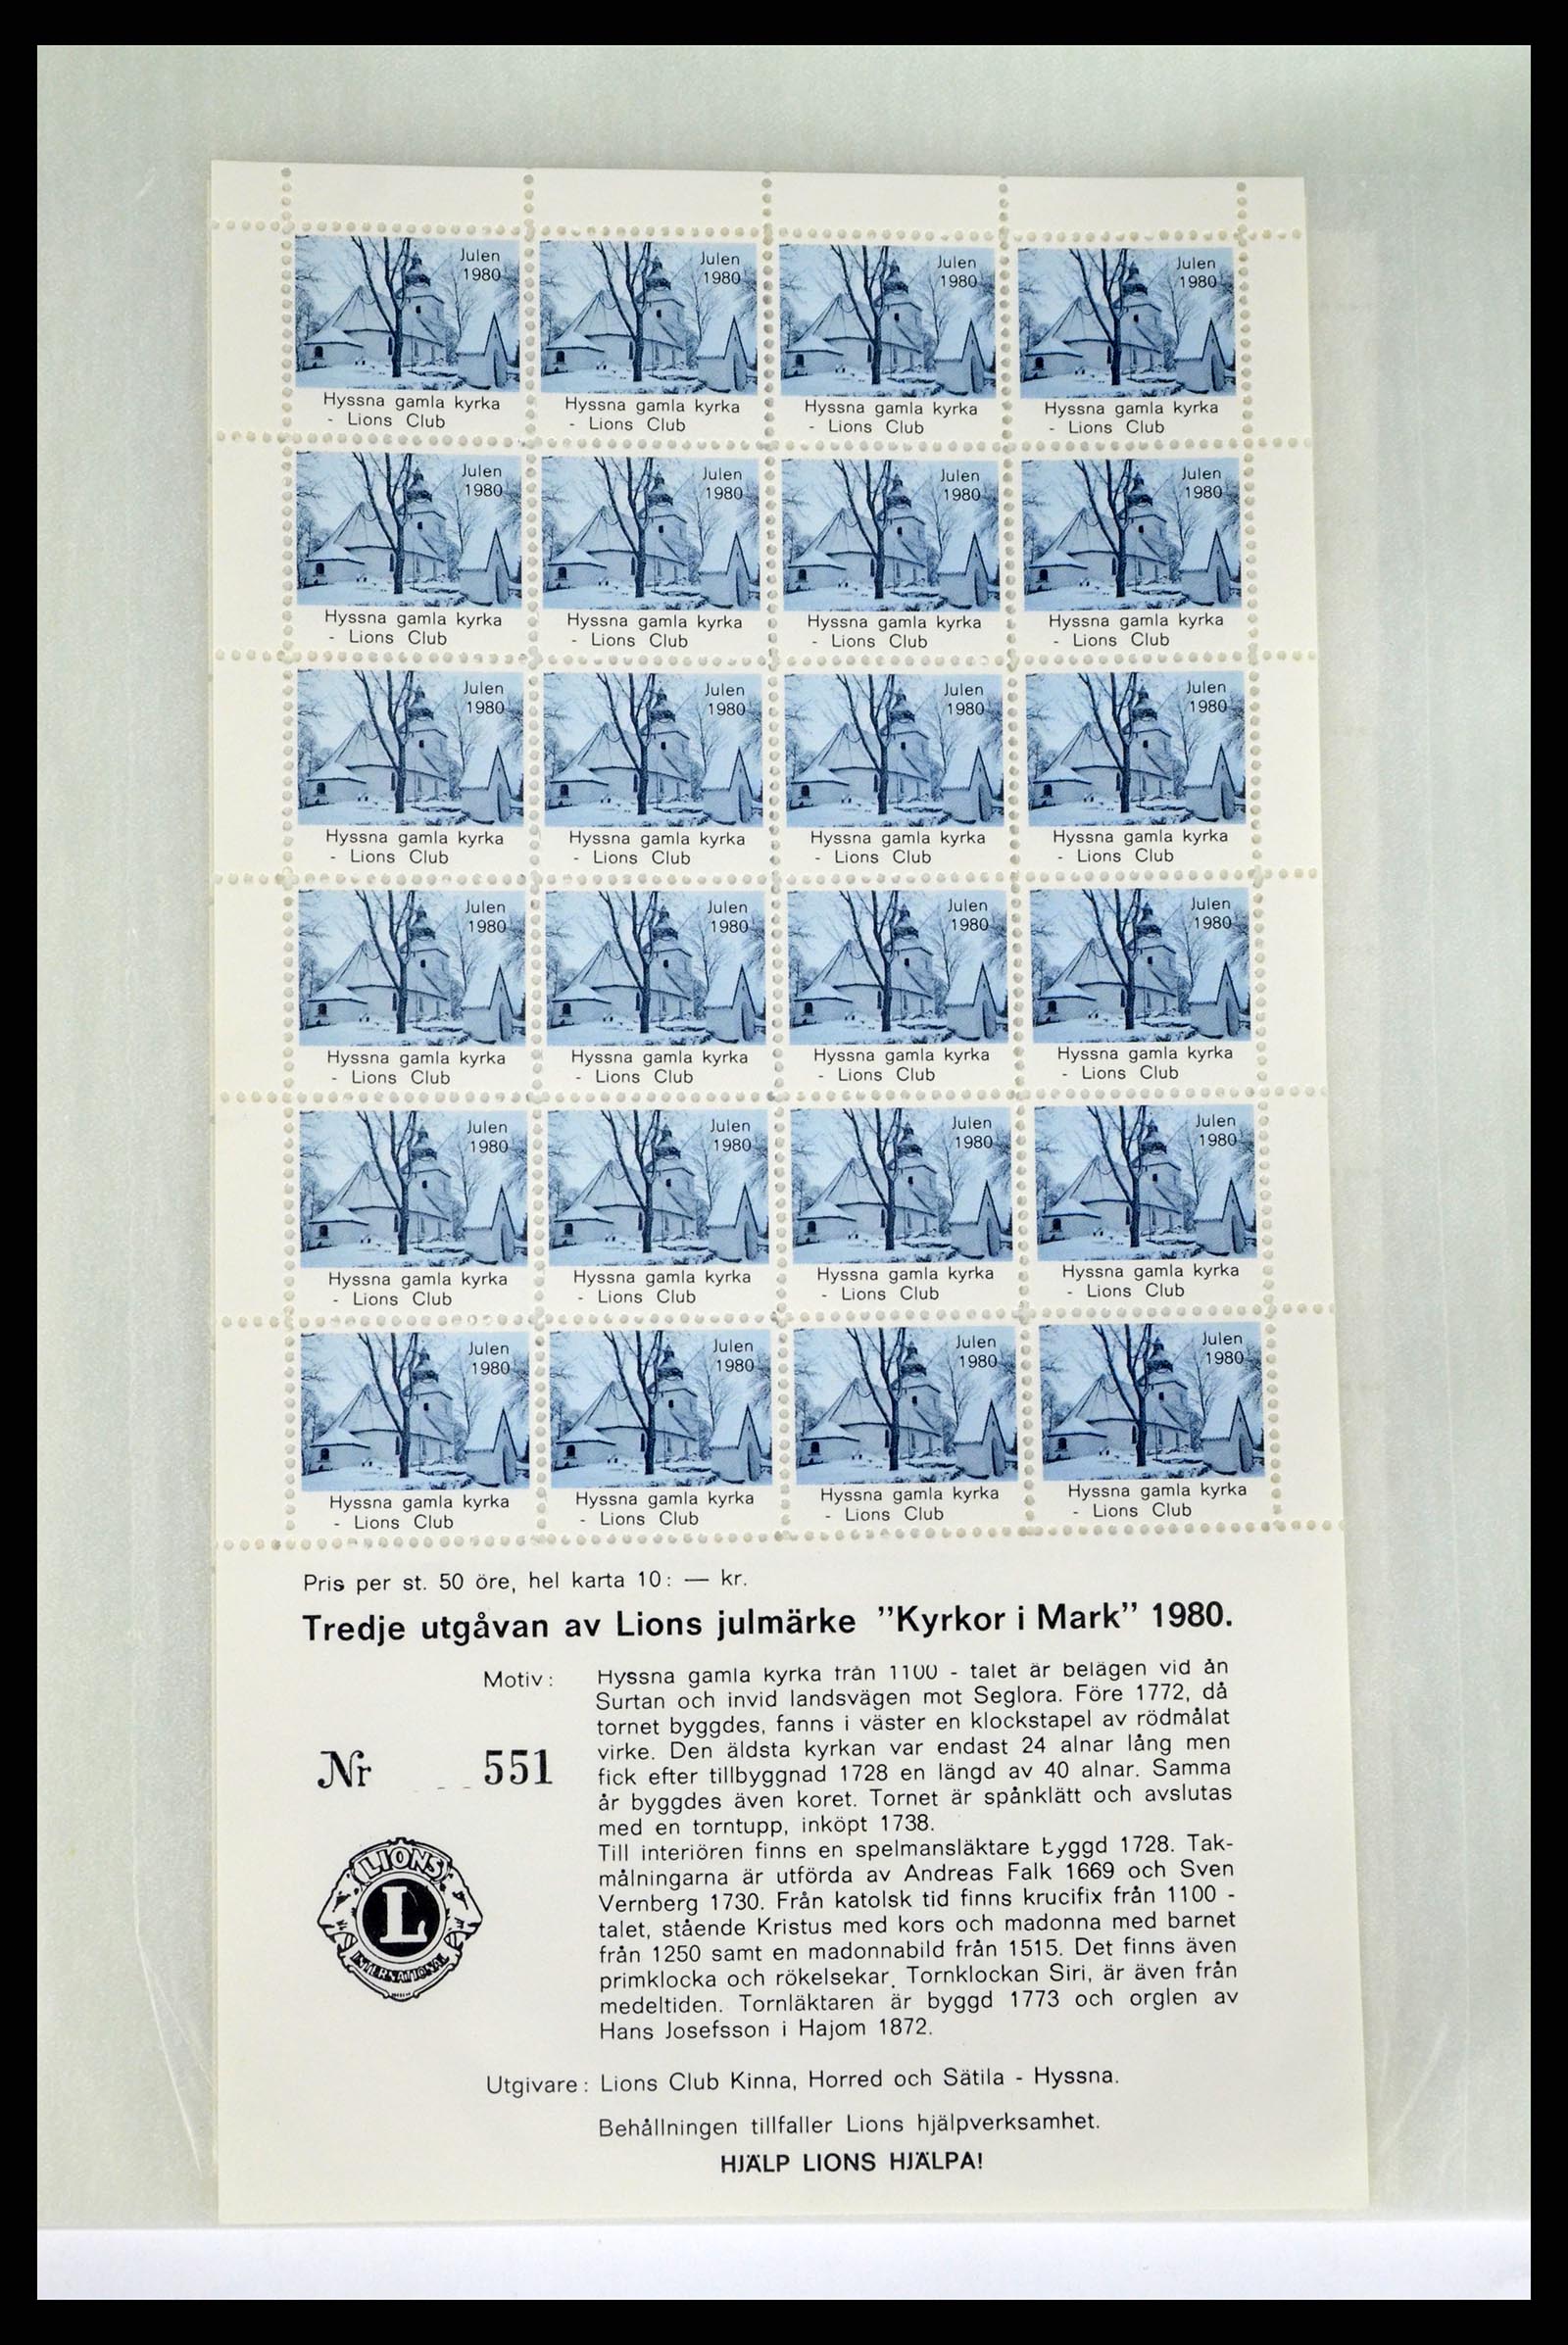 Julen Julen Julen Julen
1980 1980 1980 1980
Hyssna gamla kyrka Hyssna gamla kyrka Hyssna gamla kyrka Hyssna gamla kyrka
- Lions Club - Lions Club - Lions Club - Lions Club
Julen Julen Julen Julen
1980 1980 1980 1980
Hyssna gamla kyrka Hyssna gamla kyrka Hyssna gamla kyrka Hyssna gamla kyrka
- Lions Club - Lions Club - Lions Club - Lions Club
Julen Julen Julen Julen
1980 1980 1980 1980
Hyssna gamla kyrka Hyssna gamla kyrka Hyssna gamla kyrka Hyssna gamla kyrka
- Lions Club - Lions Club - Lions Club - Lions Club
Julen Julen Julen Julen
1980 1980 1980 1980
Hyssna gamla kyrka Hyssna gamla kyrka Hyssna gamla kyrka Hyssna gamla kyrka
- Lions Club - Lions Club - Lions Club - Lions Club
Julen Julen Julen Julen
1980 1980 1980 1980
Hyssna gamla kyrka Hyssna gamla kyrka Hyssna gamla kyrka Hyssna gamla kyrka
- Lions Club - Lions Club - Lions Club - Lions Club
Julen Julen Julen Julen
1980 1980 1980 1980
Hyssna gamla kyrka Hyssna gamla kyrka Hyssna gamla kyrka Hyssna gamla kyrka
- Lions Club - Lions Club - Lions Club - Lions Club
Pris per st. 50 öre, hel karta 10: — kr.
Tredje utgåvan av Lions julmärke ”Kyrkor i Mark” 1980.
Motiv: Hyssna gamla kyrka från 1100 - talet är belägen vid ån
Surtan och invid landsvägen mot Seglora. Före 1772, då
tornet byggdes, fanns i väster en klockstapel av rödmålat
virke. Den äldsta kyrkan var endast 24 alnar lång men
fick efter tillbyggnad 1728 en längd av 40 alnar. Samma
år byggdes även koret. Tornet är spånklätt och avslutas
med en torntupp, inköpt 1738.
Till interiören finns en spelmansläktare byggd 1728. Tak-
målningarna är utförda av Andreas Falk 1669 och Sven
Vernberg 1730. Från katolsk tid finns krucifix från 1100 -
talet, stående Kristus med kors och madonna med barnet
från 1250 samt en madonnabild från 1515. Det finns även
primklocka och rökelsekar. Tornklockan Siri, är även från
medeltiden. Tornläktaren är byggd 1773 och orglen av
Hans Josefsson i Hajom 1872.
Nr 551
LIONS
L
INTERNATIONAL
Utgivare: Lions Club Kinna, Horred och Sätila - Hyssna.
Behållningen tillfaller Lions hjälpverksamhet.
HJÄLP LIONS HJÄLPA!